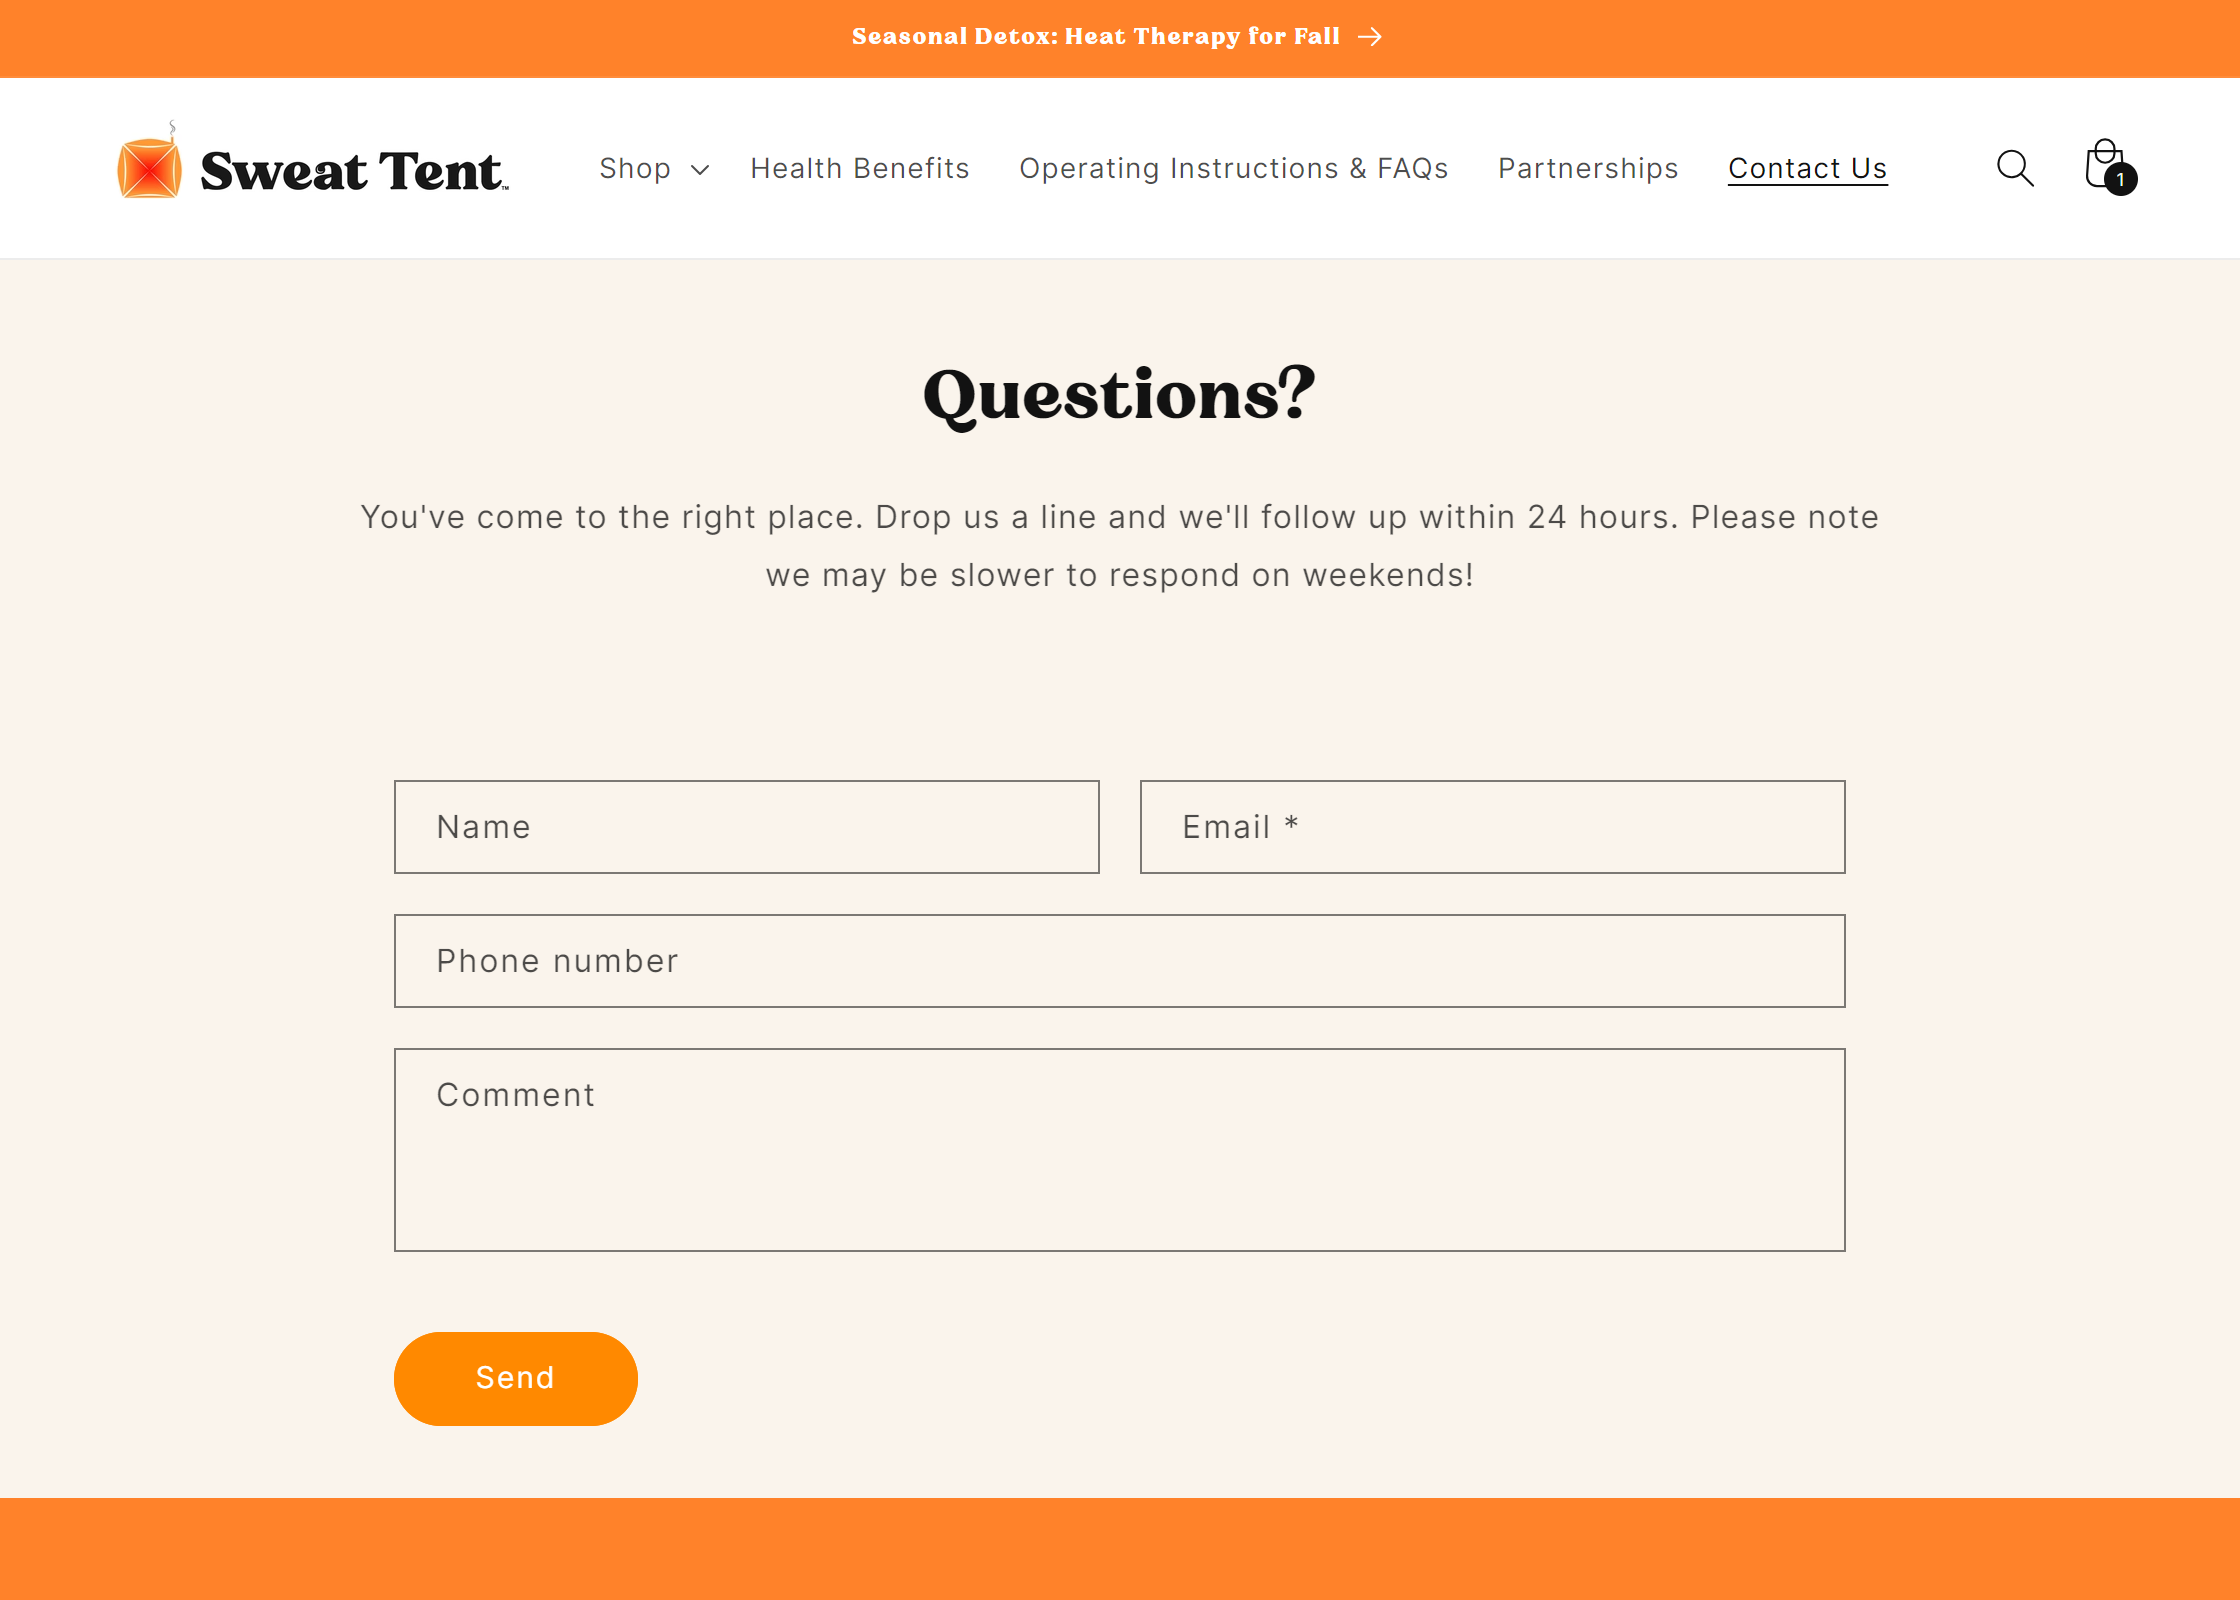 Seasonal Detox: Heat Therapy for Fall →
Sweat Tent™
Shop
Health Benefits
Operating Instructions & FAQs
Partnerships
Contact Us
1
Questions?
You've come to the right place. Drop us a line and we'll follow up within 24 hours. Please note
we may be slower to respond on weekends!
Name
Email *
Phone number
Comment
Send